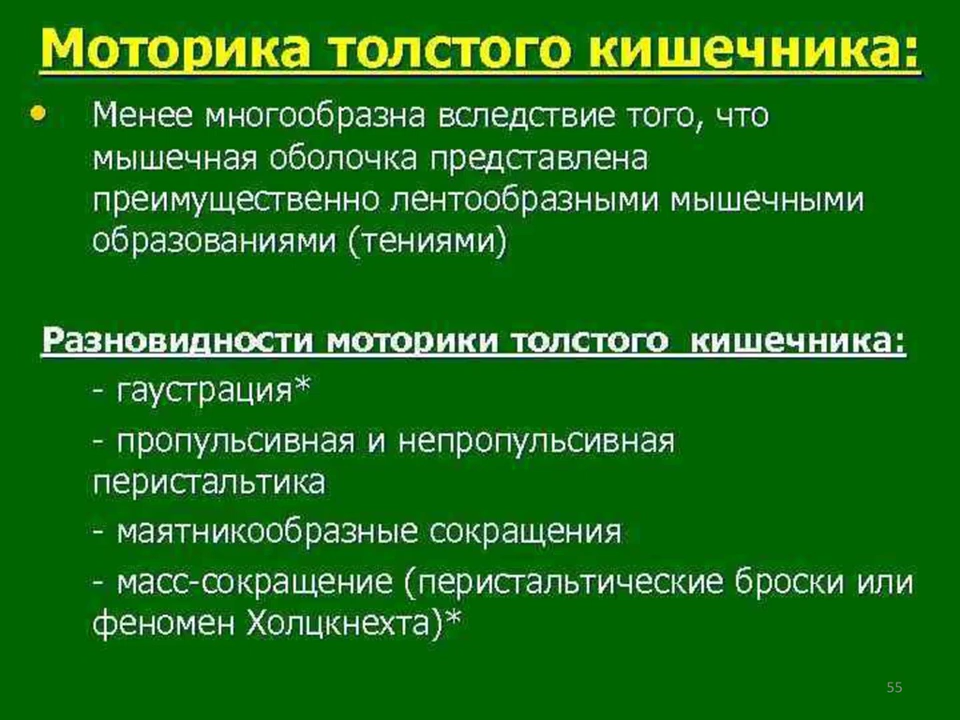 Моторика толстого кишечника:
• Менее многообразна вследствие того, что
мышечная оболочка представлена
преимущественно лентообразными мышечными
образованиями (тениями)
Разновидности моторики толстого кишечника:
- гаустрация*
- пропульсивная и непропульсивная
перистальтика
- маятникообразные сокращения
- масс-сокращение (перистальтические броски или
феномен Холцкнехта)*
55